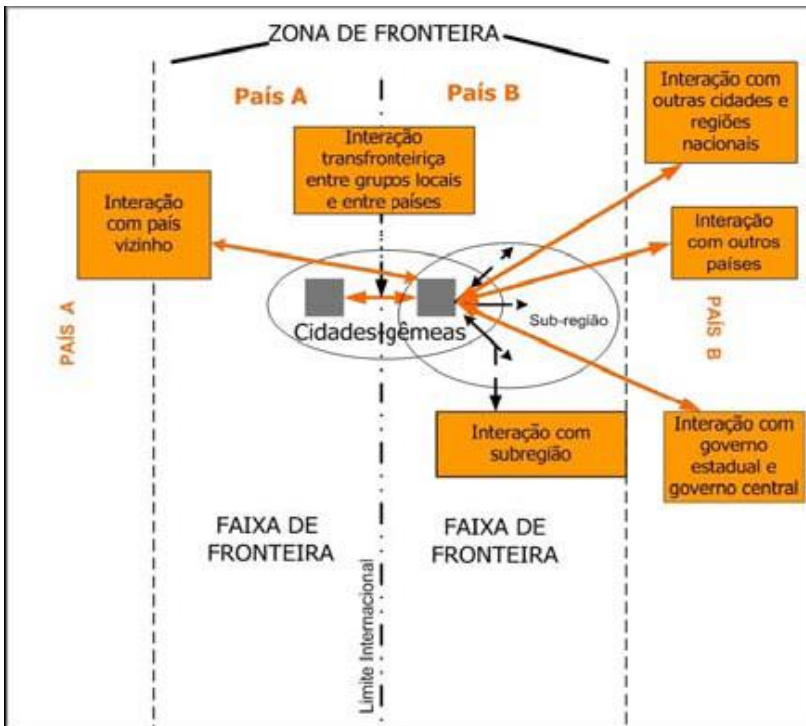 ZONA DE FRONTEIRA
País A
País B
Interação com
outras cidades e
regiões
nacionais
Interação
transfronteiriça
entre grupos locais
e entre países
Interação
com país
vizinho
Interação
com outros
países
Cidades-gêmeas
Sub-região
PAÍS A
PAÍS B
Interação com
subregião
Interação com
governo
estadual e
governo central
FAIXA DE
FRONTEIRA
FAIXA DE
FRONTEIRA
Limite Internacional